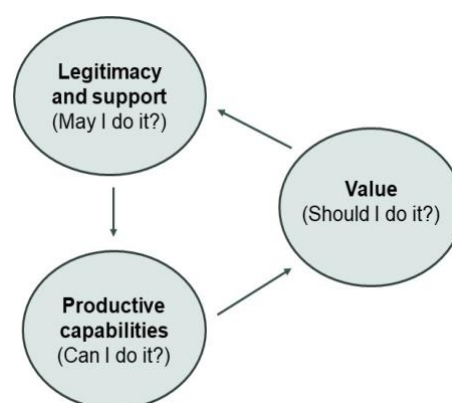 Legitimacy
and support
(May I do it?)
Value
(Should I do it?)
Productive
capabilities
(Can I do it?)